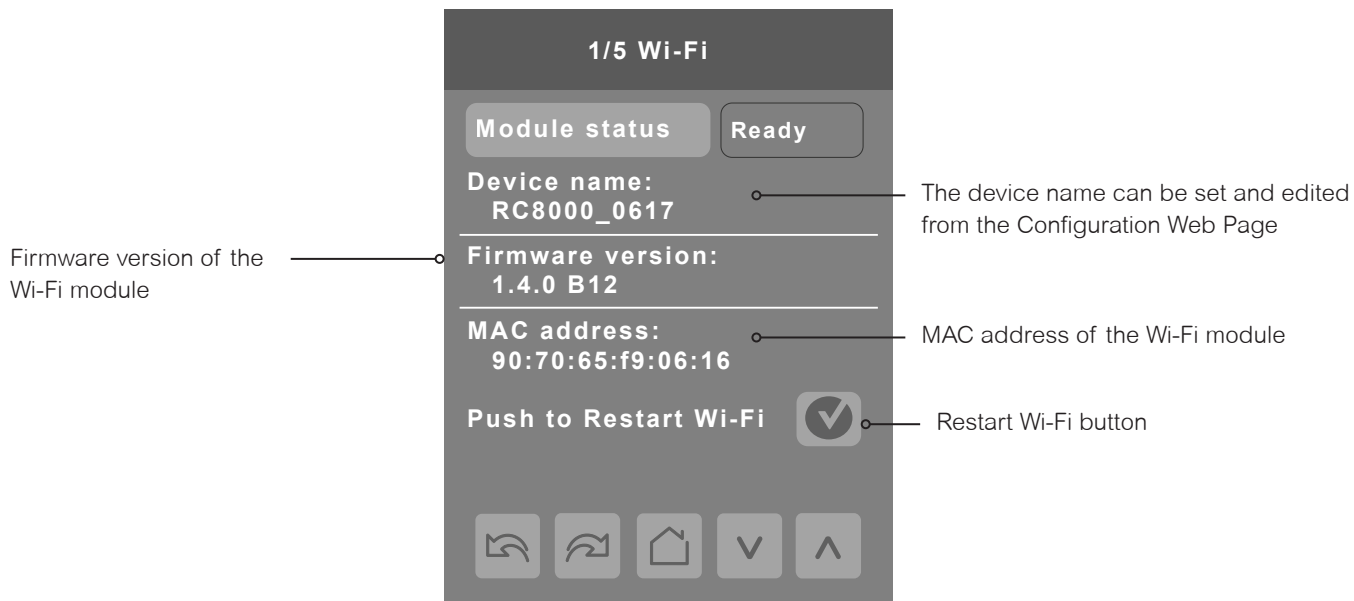 1/5 Wi-Fi
Module status
Ready
Device name:
RC8000_0617
The device name can be set and edited
from the Configuration Web Page
Firmware version of the
Wi-Fi module
Firmware version:
1.4.0 B12
MAC address:
90:70:65:f9:06:16
MAC address of the Wi-Fi module
Push to Restart Wi-Fi
Restart Wi-Fi button